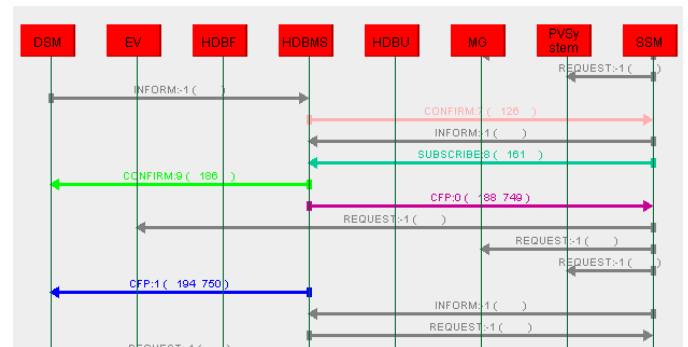 DSM EV HDBF HDBMS HDBU MG PVSy
stem SSM
REQUEST:-1 ( )
INFORM:-1 ( )
CONFIRM:7 ( 126 )
INFORM:-1 ( )
SUBSCRIBE:8 ( 161 )
CONFIRM:9 ( 186 )
CFP:0 ( 188 749 )
REQUEST:-1 ( )
REQUEST:-1 ( )
REQUEST:-1 ( )
CFP:1 ( 194 750 )
INFORM:-1 ( )
REQUEST:-1 ( )
REQUEST:-1 ( )